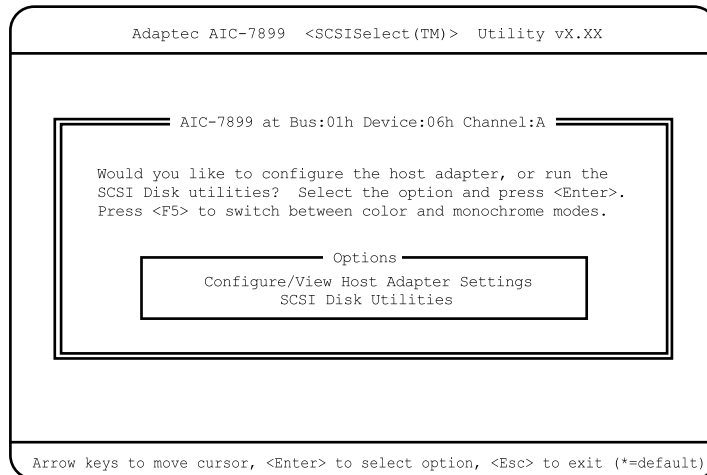 Adaptec AIC-7899 <SCSISelect(TM)> Utility vX.XX
AIC-7899 at Bus:01h Device:06h Channel:A
Would you like to configure the host adapter, or run the
SCSI Disk utilities? Select the option and press <Enter>.
Press <F5> to switch between color and monochrome modes.
Options
Configure/View Host Adapter Settings
SCSI Disk Utilities
Arrow keys to move cursor, <Enter> to select option, <Esc> to exit (*=default)